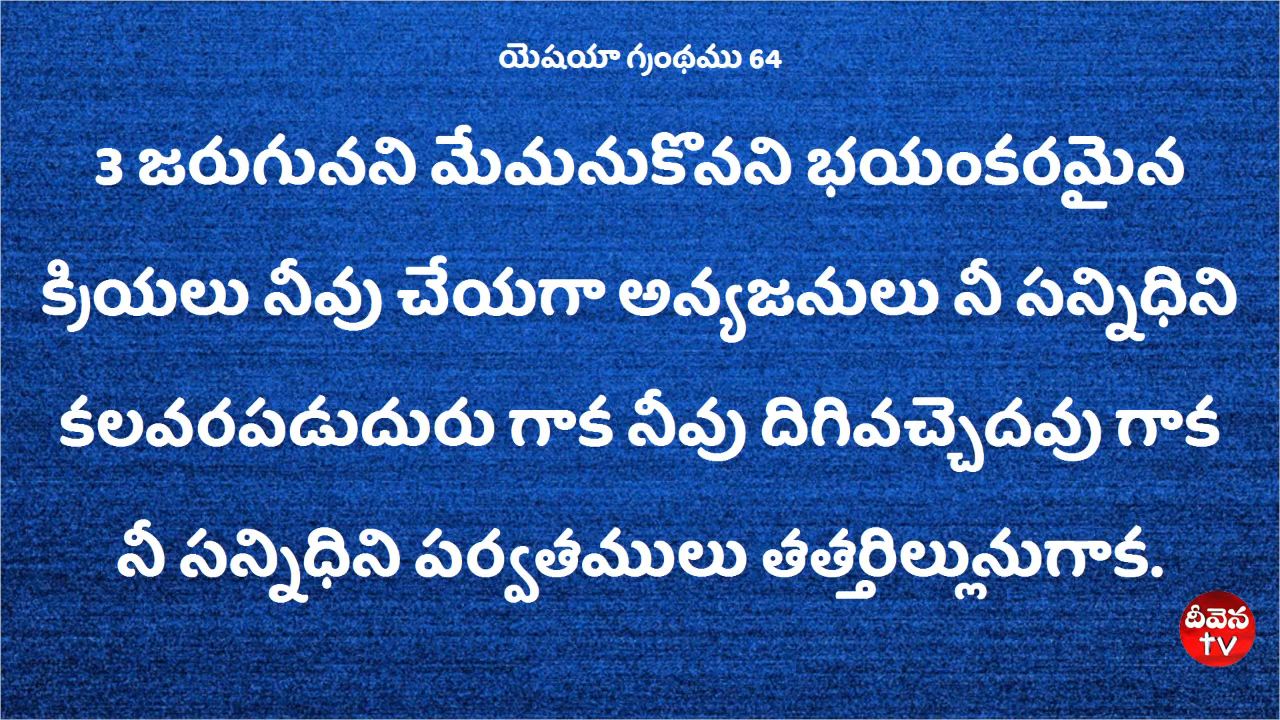 యెషయా గ్రంథము 64
3 జరుగునని మేమనుకొనని భయంకరమైన
క్రియలు నీవు చేయగా అన్యజనులు నీ సన్నిధిని
కలవరపడుదురు గాక నీవు దిగివచ్చెదవు గాక
నీ సన్నిధిని పర్వతములు తత్తర్తిల్లునుగాక.
దీవెన
tv